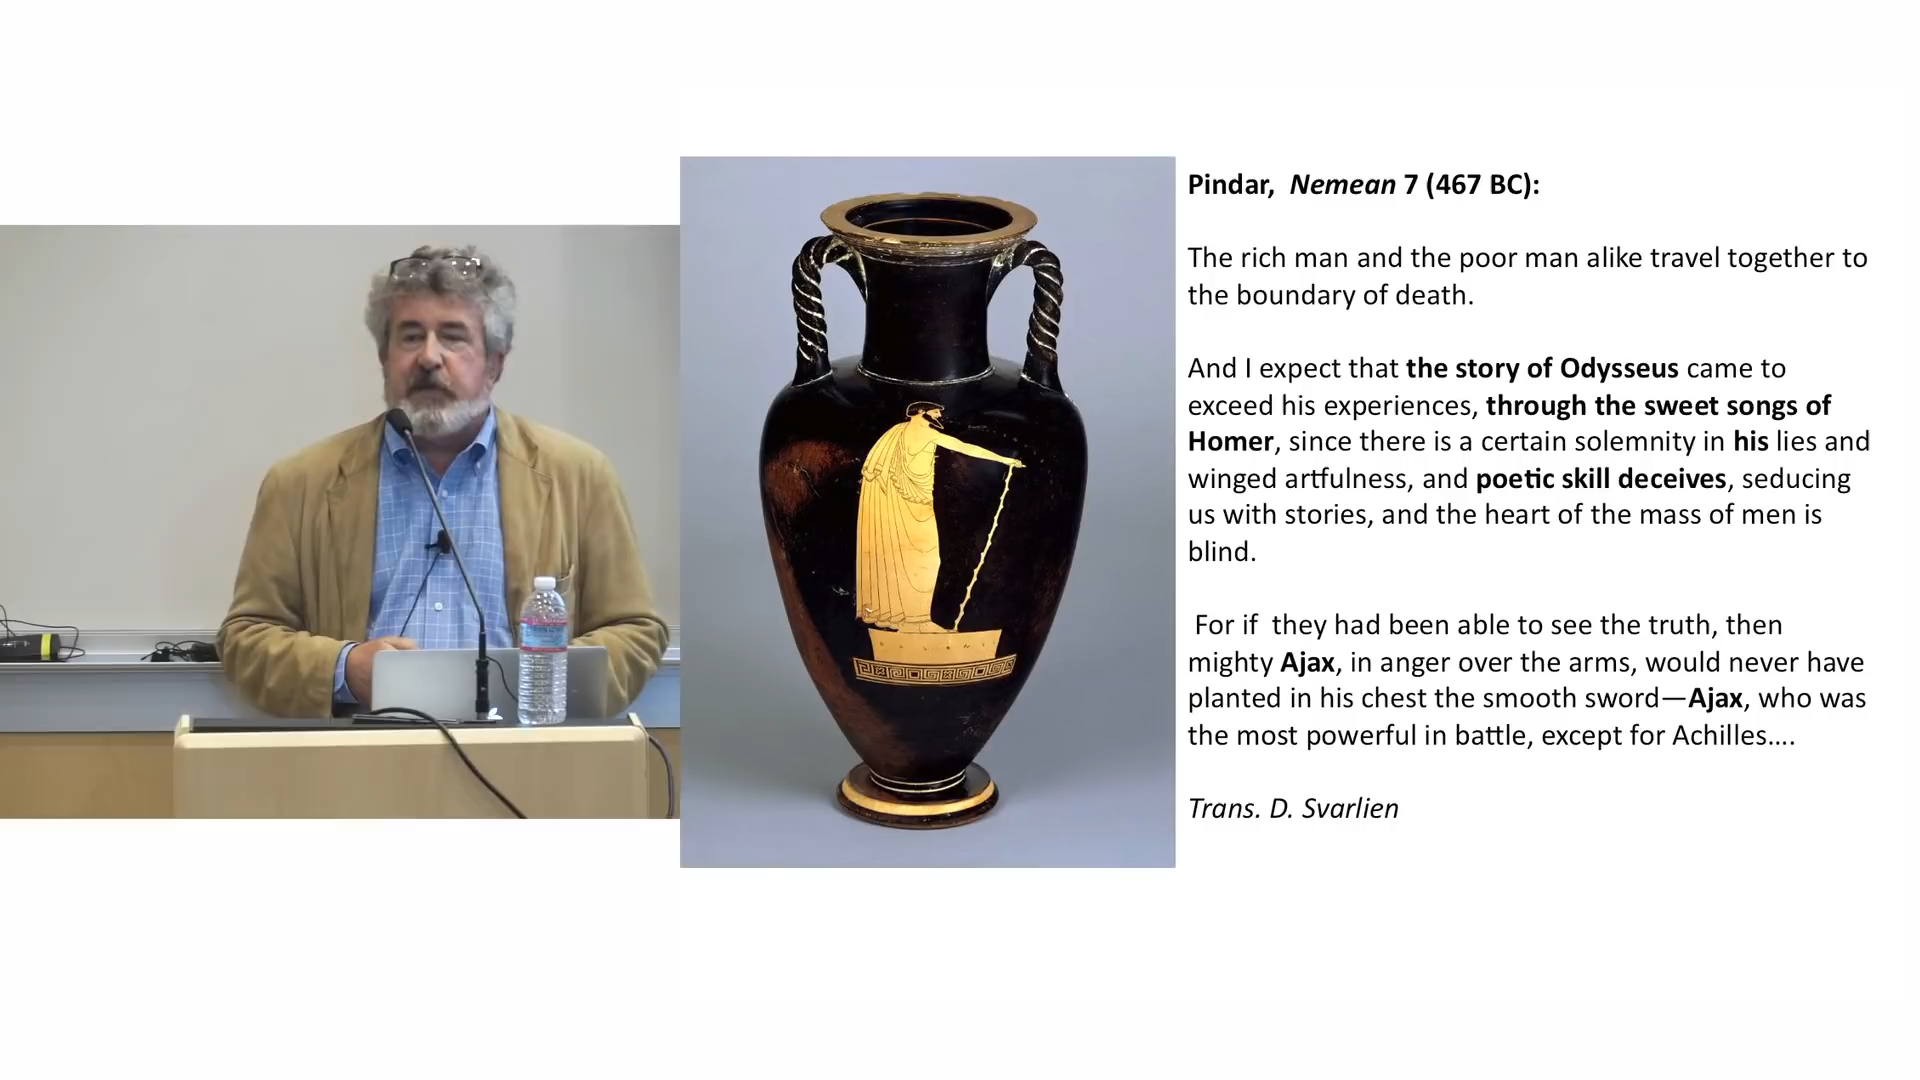 Pindar, Nemean 7 (467 BC):
The rich man and the poor man alike travel together to
the boundary of death.
And I expect that the story of Odysseus came to
exceed his experiences, through the sweet songs of
Homer, since there is a certain solemnity in his lies and
winged artfulness, and poetic skill deceives, seducing
us with stories, and the heart of the mass of men is
blind.
For if they had been able to see the truth, then
mighty Ajax, in anger over the arms, would never have
planted in his chest the smooth sword—Ajax, who was
the most powerful in battle, except for Achilles....
Trans. D. Svarlien